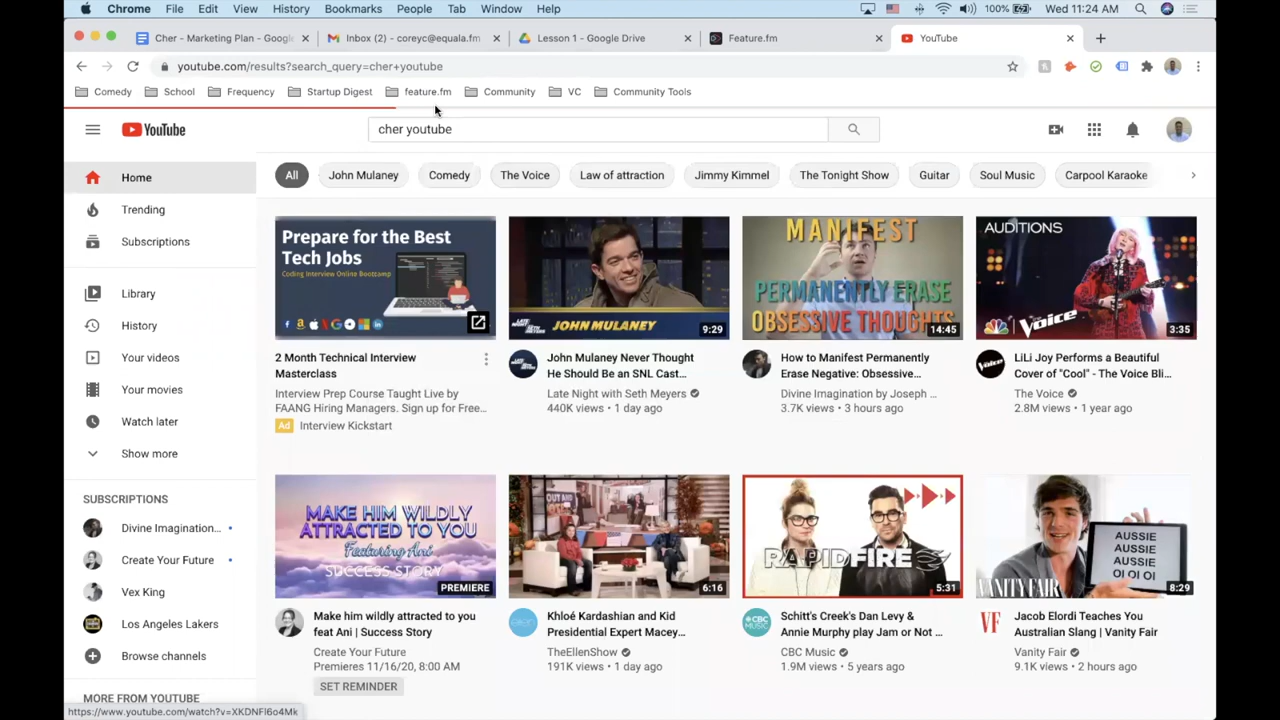 Chrome File Edit View History Bookmarks People Tab Window Help 100% Wed 11:24 AM
Cher - Marketing Plan - Google Inbox (2) - coreyc@equala.fm Lesson 1 - Google Drive Feature.fm YouTube
youtube.com/results?search_query=cher+youtube
Comedy School Frequency Startup Digest feature.fm Community VC Community Tools
YouTube cher youtube
Home
All John Mulaney Comedy The Voice Law of attraction Jimmy Kimmel The Tonight Show Guitar Soul Music Carpool Karaoke
Trending
Subscriptions
Library
History
Your videos
Your movies
Watch later
Show more
SUBSCRIPTIONS
Divine Imagination...
Create Your Future
Vex King
Los Angeles Lakers
Browse channels
MORE FROM YOUTUBE
https://www.youtube.com/watch?v=XKDNFl6o4Mk
Prepare for the Best
Tech Jobs
Coding Interview Online Bootcamp
2 Month Technical Interview
Masterclass
Interview Prep Course Taught Live by
FAANG Hiring Managers. Sign up for Free...
Ad Interview Kickstart
JOHN MULANEY
9:29
John Mulaney Never Thought
He Should Be an SNL Cast...
Late Night with Seth Meyers
440K views • 1 day ago
MANIFEST
PERMANENTLY ERASE
OBSESSIVE THOUGHTS
14:45
How to Manifest Permanently
Erase Negative: Obsessive...
Divine Imagination by Joseph ...
3.7K views • 3 hours ago
AUDITIONS
The Voice
3:35
LiLi Joy Performs a Beautiful
Cover of "Cool" - The Voice Bli...
The Voice
2.8M views • 1 year ago
MAKE HIM WILDLY
ATTRACTED TO YOU
Featuring Ani
SUCCESS STORY
PREMIERE
Make him wildly attracted to you
feat Ani | Success Story
Create Your Future
Premieres 11/16/20, 8:00 AM
SET REMINDER
6:16
Khloé Kardashian and Kid
Presidential Expert Macey...
TheEllenShow
191K views • 1 day ago
RAPID FIRE
5:31
CBC MUSIC
Schitt's Creek's Dan Levy &
Annie Murphy play Jam or Not ...
CBC Music
1.9M views • 5 years ago
AUSSIE
AUSSIE
AUSSIE
OI OI OI
VANITY FAIR
8:29
VF
Jacob Elordi Teaches You
Australian Slang | Vanity Fair
Vanity Fair
9.1K views • 2 hours ago